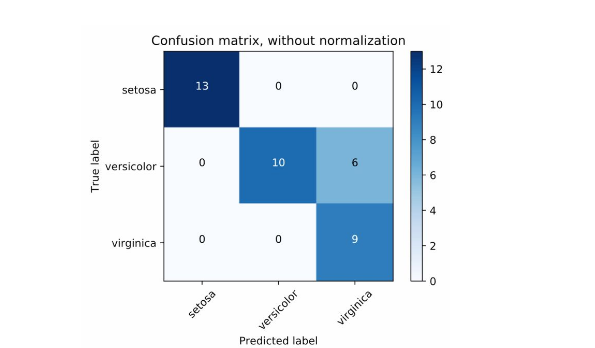 Confusion matrix, without normalization
setosa 13 0 0
versicolor 0 10 6
virginica 0 0 9
True label
setosa versicolor virginica
Predicted label
12
10
8
6
4
2
0